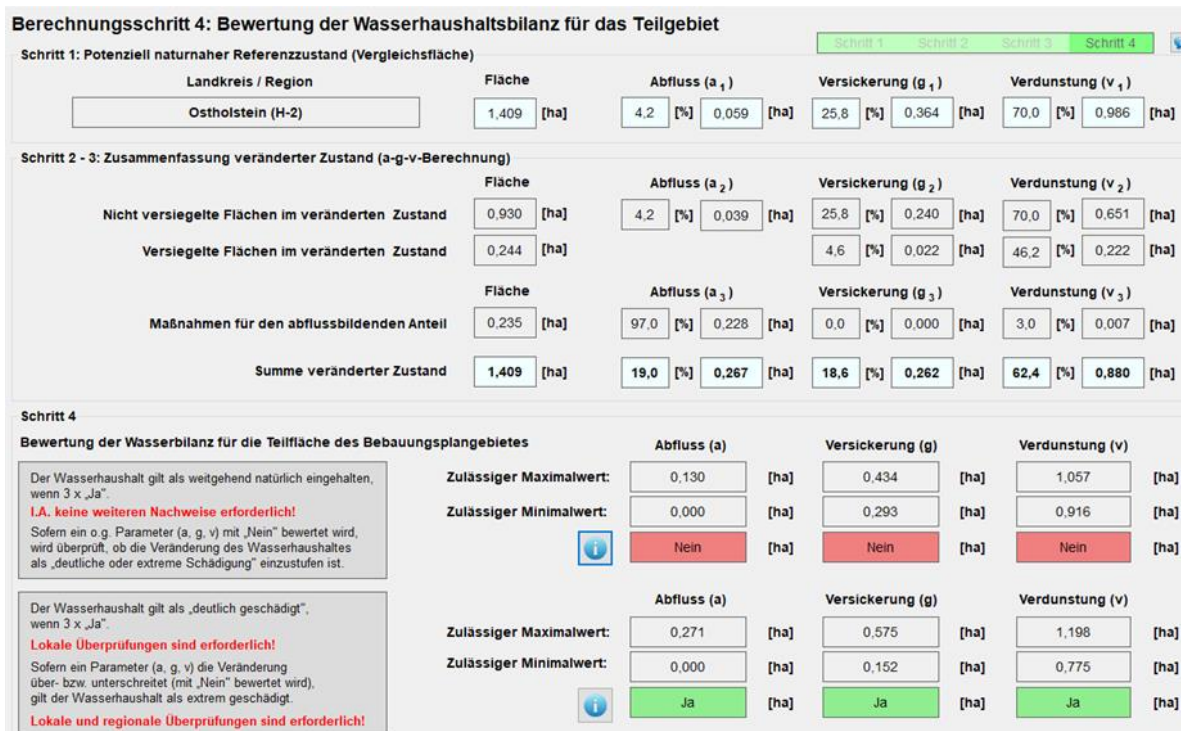 Berechnungsschritt 4: Bewertung der Wasserhaushaltsbilanz für das Teilgebiet
Schritt 1 Schritt 2 Schritt 3 Schritt 4
Schritt 1: Potenziell naturnaher Referenzzustand (Vergleichsfläche)
Landkreis / Region Fläche Abfluss (a 1 ) Versickerung (g 1 ) Verdunstung (v 1 )
Ostholstein (H-2) 1,409 [ha] 4,2 [%] 0,059 [ha] 25,8 [%] 0,364 [ha] 70,0 [%] 0,986 [ha]
Schritt 2 - 3: Zusammenfassung veränderter Zustand (a-g-v-Berechnung)
Fläche Abfluss (a 2 ) Versickerung (g 2 ) Verdunstung (v 2 )
Nicht versiegelte Flächen im veränderten Zustand 0,930 [ha] 4,2 [%] 0,039 [ha] 25,8 [%] 0,240 [ha] 70,0 [%] 0,651 [ha]
Versiegelte Flächen im veränderten Zustand 0,244 [ha] 4,6 [%] 0,022 [ha] 46,2 [%] 0,222 [ha]
Fläche Abfluss (a 3 ) Versickerung (g 3 ) Verdunstung (v 3 )
Maßnahmen für den abflussbildenden Anteil 0,235 [ha] 97,0 [%] 0,228 [ha] 0,0 [%] 0,000 [ha] 3,0 [%] 0,007 [ha]
Summe veränderter Zustand 1,409 [ha] 19,0 [%] 0,267 [ha] 18,6 [%] 0,262 [ha] 62,4 [%] 0,880 [ha]
Schritt 4
Bewertung der Wasserbilanz für die Teilfläche des Bebauungsplangebietes Abfluss (a) Versickerung (g) Verdunstung (v)
Der Wasserhaushalt gilt als weitgehend natürlich eingehalten,
wenn 3 x „Ja".
I.A. keine weiteren Nachweise erforderlich!
Sofern ein o.g. Parameter (a, g, v) mit „Nein" bewertet wird,
wird überprüft, ob die Veränderung des Wasserhaushaltes
als „deutliche oder extreme Schädigung" einzustufen ist.
Zulässiger Maximalwert: 0,130 [ha] 0,434 [ha] 1,057 [ha]
Zulässiger Minimalwert: 0,000 [ha] 0,293 [ha] 0,916 [ha]
i Nein [ha] Nein [ha] Nein [ha]
Abfluss (a) Versickerung (g) Verdunstung (v)
Der Wasserhaushalt gilt als „deutlich geschädigt",
wenn 3 x „Ja".
Lokale Überprüfungen sind erforderlich!
Sofern ein Parameter (a, g, v) die Veränderung
über- bzw. unterschreitet (mit „Nein" bewertet wird),
gilt der Wasserhaushalt als extrem geschädigt.
Lokale und regionale Überprüfungen sind erforderlich!
Zulässiger Maximalwert: 0,271 [ha] 0,575 [ha] 1,198 [ha]
Zulässiger Minimalwert: 0,000 [ha] 0,152 [ha] 0,775 [ha]
i Ja [ha] Ja [ha] Ja [ha]